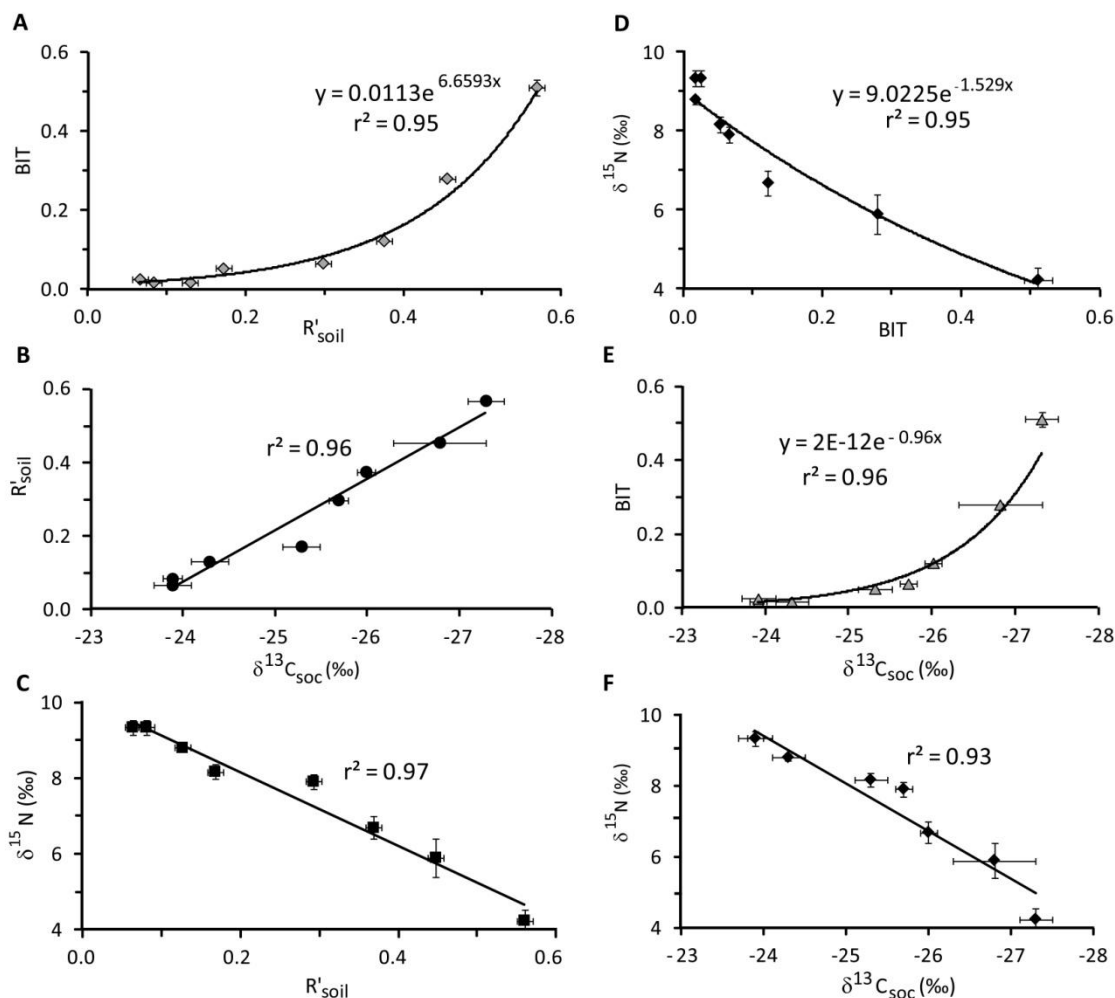 A
0.6
0.4
0.2
0.0
BIT
y = 0.0113e^6.6593x
r² = 0.95
0.0 0.2 0.4 0.6
R'soil
B
0.6
0.4
0.2
0.0
R'soil
r² = 0.96
-23 -24 -25 -26 -27 -28
δ¹³Csoc (‰)
C
10
8
6
4
δ¹⁵N (‰)
r² = 0.97
0.0 0.2 0.4 0.6
R'soil
D
10
8
6
4
δ¹⁵N (‰)
y = 9.0225e^-1.529x
r² = 0.95
0.0 0.2 0.4 0.6
BIT
E
0.6
0.4
0.2
0.0
BIT
y = 2E-12e^-0.96x
r² = 0.96
-23 -24 -25 -26 -27 -28
δ¹³Csoc (‰)
F
10
8
6
4
δ¹⁵N (‰)
r² = 0.93
-23 -24 -25 -26 -27 -28
δ¹³Csoc (‰)